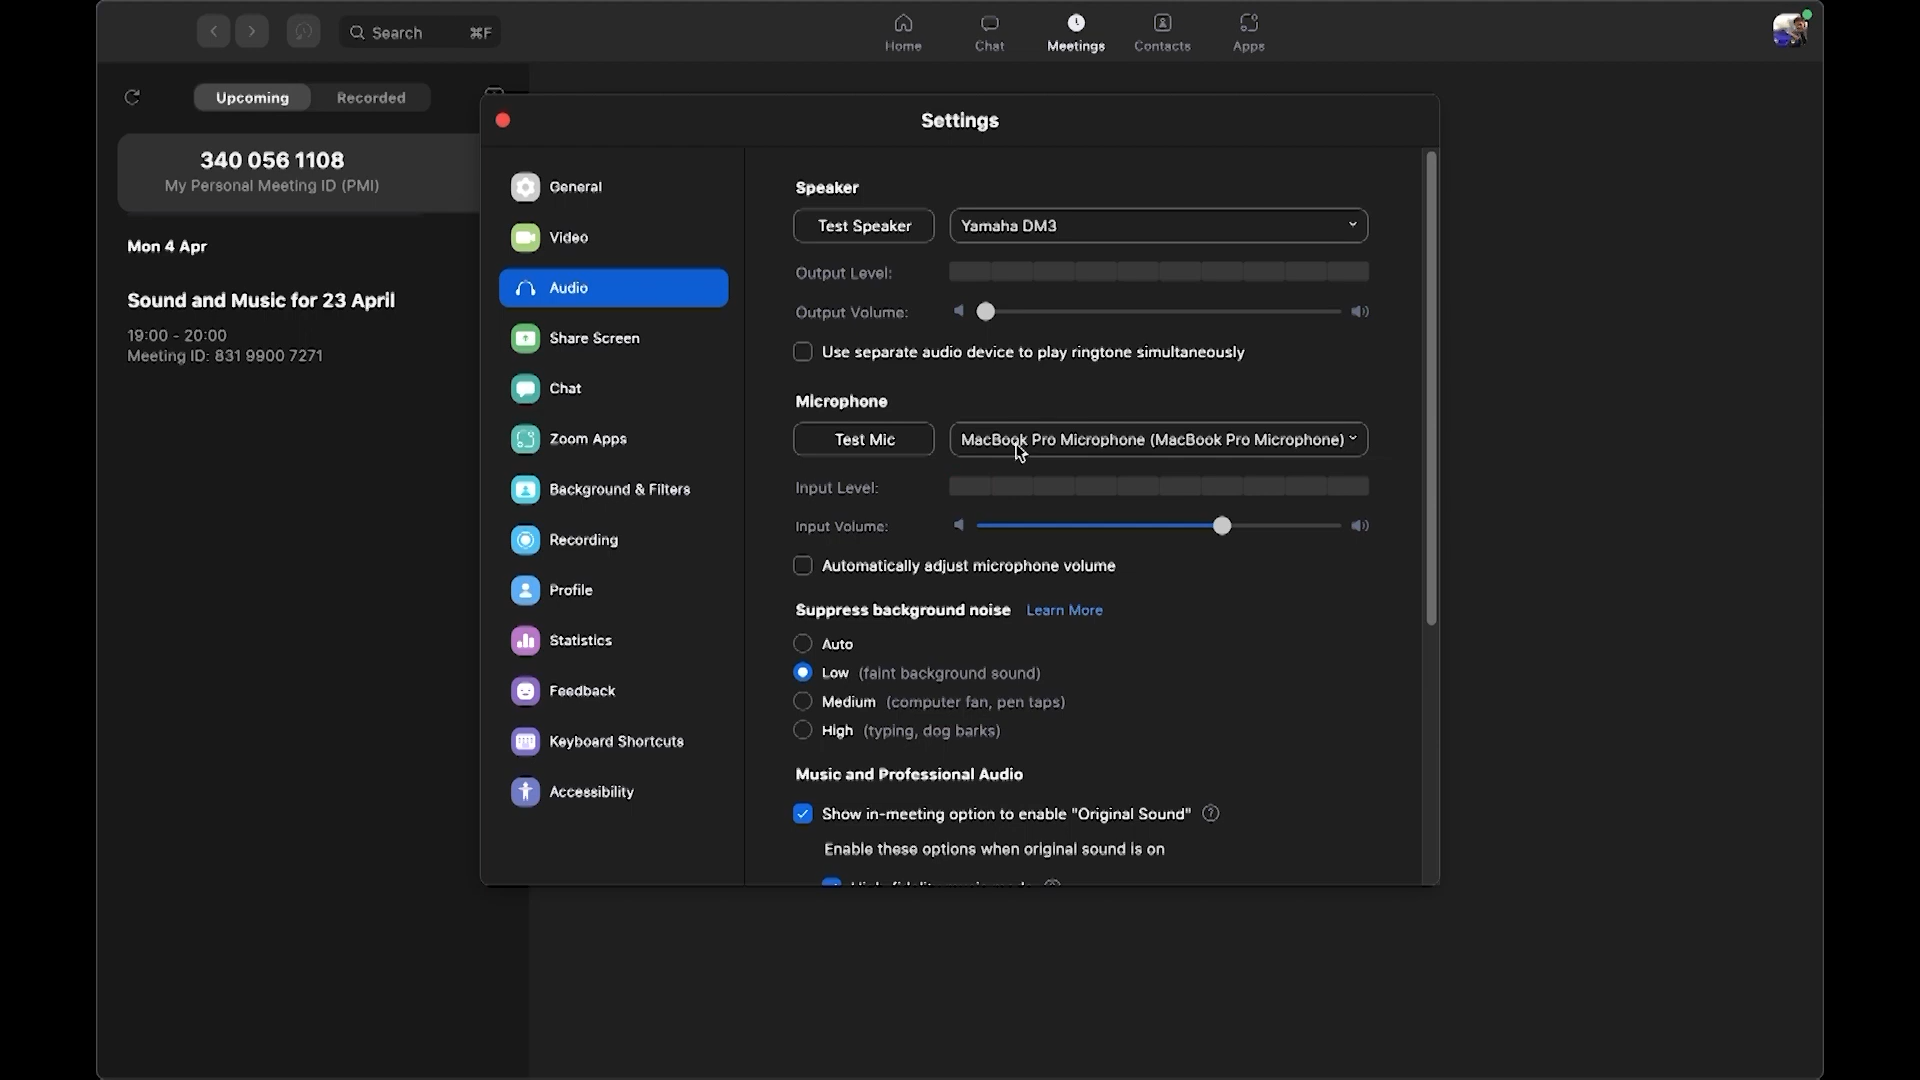 Search ⌘F
Home
Chat
Meetings
Contacts
Apps
Upcoming
Recorded
340 056 1108
My Personal Meeting ID (PMI)
Mon 4 Apr
Sound and Music for 23 April
19:00 - 20:00
Meeting ID: 831 9900 7271
Settings
General
Video
Audio
Share Screen
Chat
Zoom Apps
Background & Filters
Recording
Profile
Statistics
Feedback
Keyboard Shortcuts
Accessibility
Speaker
Test Speaker
Yamaha DM3
Output Level:
Output Volume:
Use separate audio device to play ringtone simultaneously
Microphone
Test Mic
MacBook Pro Microphone (MacBook Pro Microphone)
Input Level:
Input Volume:
Automatically adjust microphone volume
Suppress background noise Learn More
Auto
Low (faint background sound)
Medium (computer fan, pen taps)
High (typing, dog barks)
Music and Professional Audio
Show in-meeting option to enable "Original Sound" ?
Enable these options when original sound is on